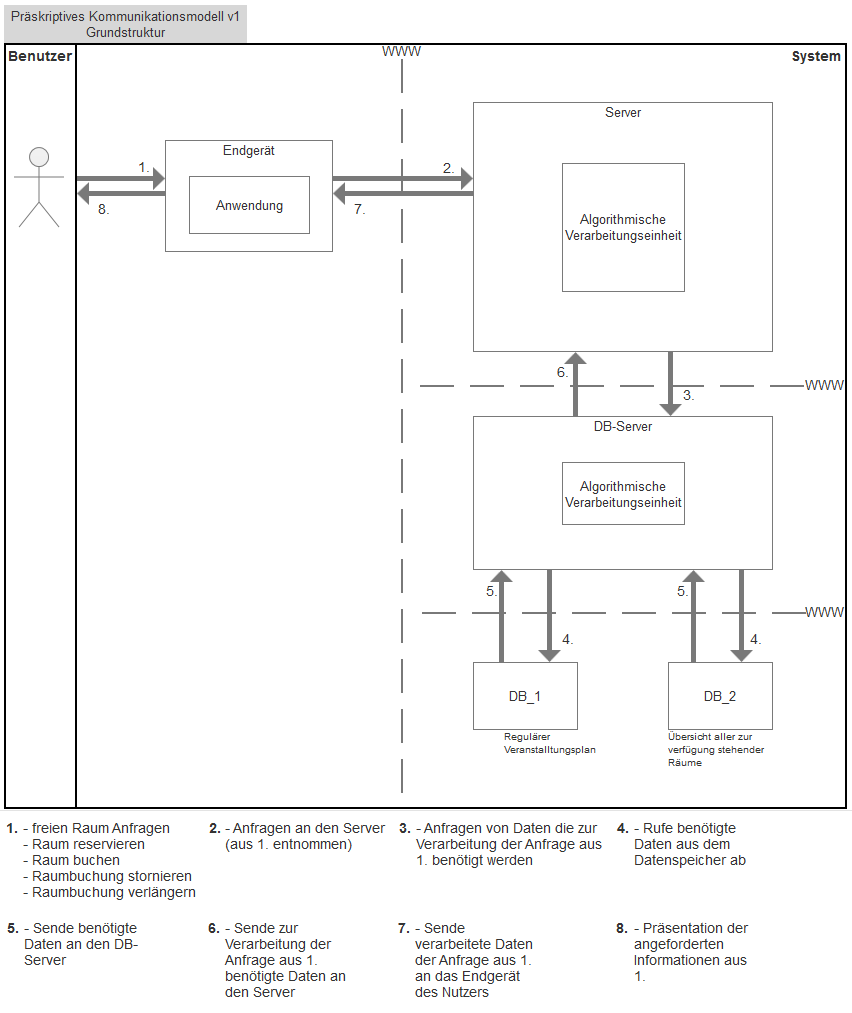 Präskriptives Kommunikationsmodell v1
Grundstruktur
Benutzer
WWW
System
Endgerät
Anwendung
1.
8.
2.
7.
Server
Algorithmische
Verarbeitungseinheit
6.
3.
WWW
DB-Server
Algorithmische
Verarbeitungseinheit
5.
4.
5.
4.
WWW
DB_1
Regulärer
Veranstalltungsplan
DB_2
Übersicht aller zur
verfügung stehender
Räume
1. - freien Raum Anfragen
- Raum reservieren
- Raum buchen
- Raumbuchung stornieren
- Raumbuchung verlängern
2. - Anfragen an den Server
(aus 1. entnommen)
3. - Anfragen von Daten die zur
Verarbeitung der Anfrage aus
1. benötigt werden
4. - Rufe benötigte
Daten aus dem
Datenspeicher ab
5. - Sende benötigte
Daten an den DB-
Server
6. - Sende zur
Verarbeitung der
Anfrage aus 1.
benötigte Daten an
den Server
7. - Sende
verarbeitete Daten
der Anfrage aus 1.
an das Endgerät
des Nutzers
8. - Präsentation der
angeforderten
Informationen aus
1.